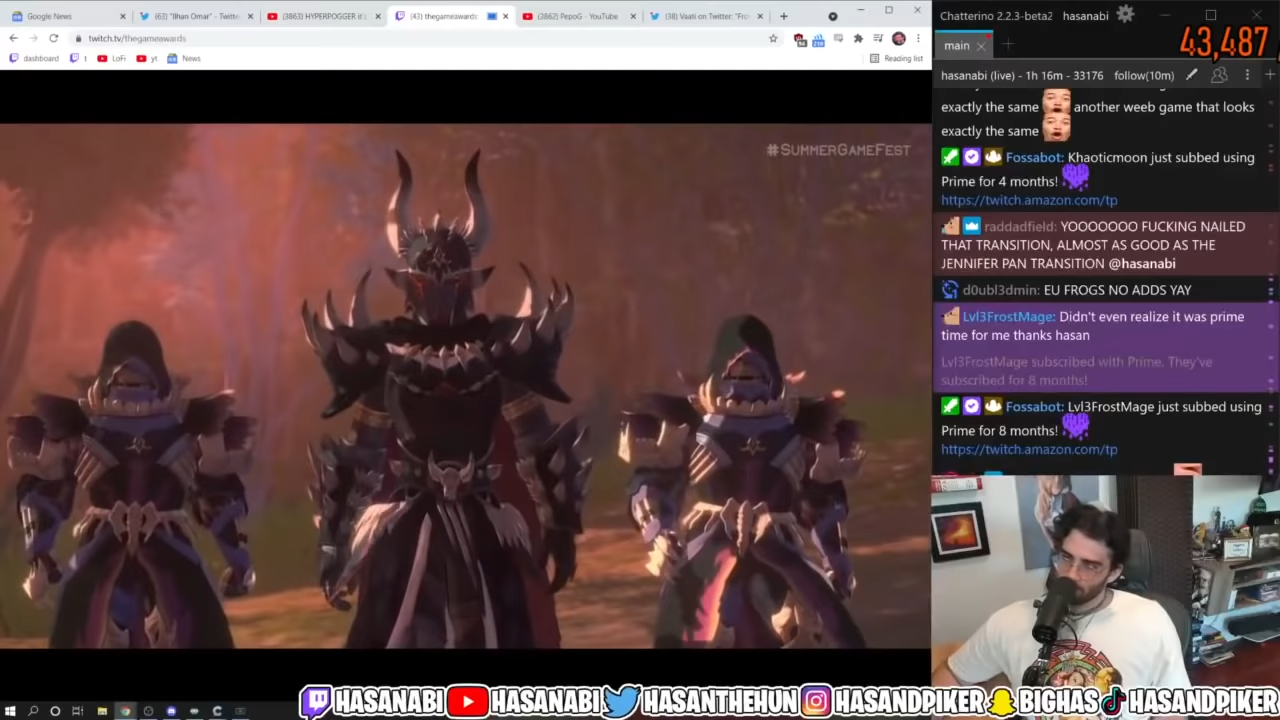 Google News
(63) "Ilhan Omar" - Twitte
(3863) HYPERPOGGER it's
(43) thegameawards
(3862) PepoG - YouTube
(38) Vaati on Twitter: "Fro
twitch.tv/thegameawards
dashboard
t
LoFi
yt
News
Reading list
#SUMMERGAMEFEST
Chatterino 2.2.3-beta2
hasanabi
main
43,487
hasanabi (live) - 1h 16m - 33176
follow(10m)
exactly the same another weeb game that looks
exactly the same
Fossabot: Khaoticmoon just subbed using
Prime for 4 months!
https://twitch.amazon.com/tp
raddadfield: YOOOOOOO FUCKING NAILED
THAT TRANSITION, ALMOST AS GOOD AS THE
JENNIFER PAN TRANSITION @hasanabi
d0ubl3dmin: EU FROGS NO ADDS YAY
Lvl3FrostMage: Didn't even realize it was prime
time for me thanks hasan
Lvl3FrostMage subscribed with Prime. They've
subscribed for 8 months!
Fossabot: Lvl3FrostMage just subbed using
Prime for 8 months!
https://twitch.amazon.com/tp
HASANABI
HASANABI
HASANTHEHUN
HASANDPIKER
BIGHAS
HASANDPIKER